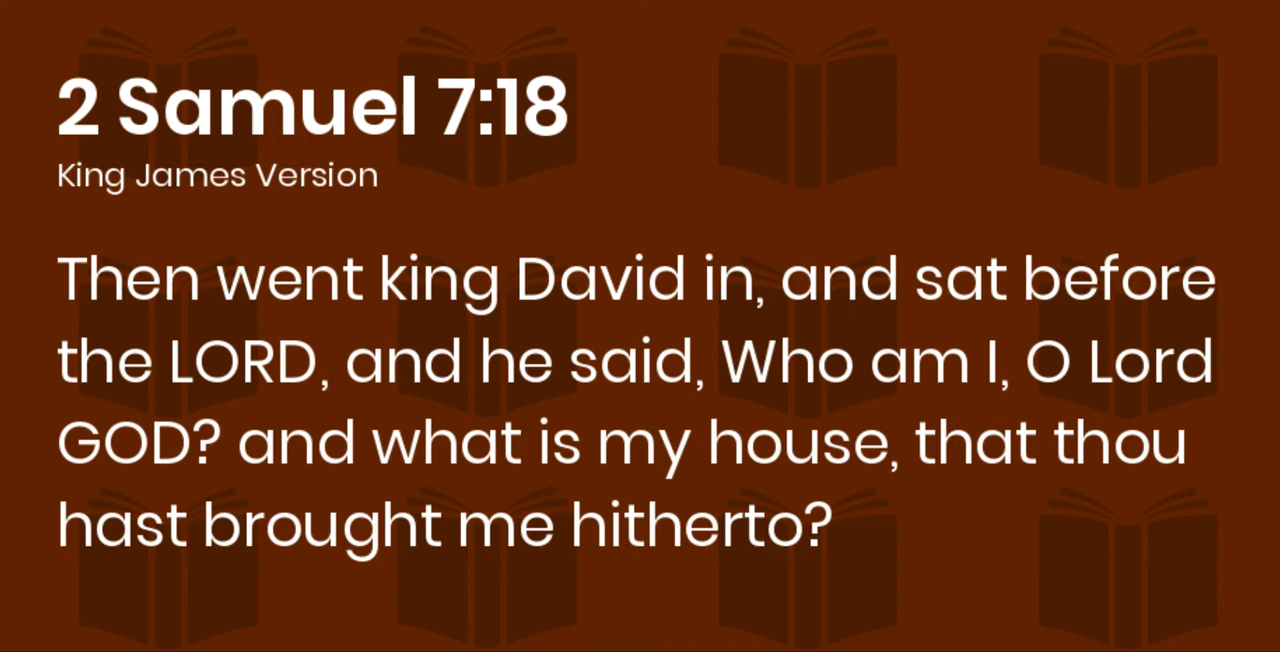 2 Samuel 7:18
King James Version
Then went king David in, and sat before
the LORD, and he said, Who am I, O Lord
GOD? and what is my house, that thou
hast brought me hitherto?